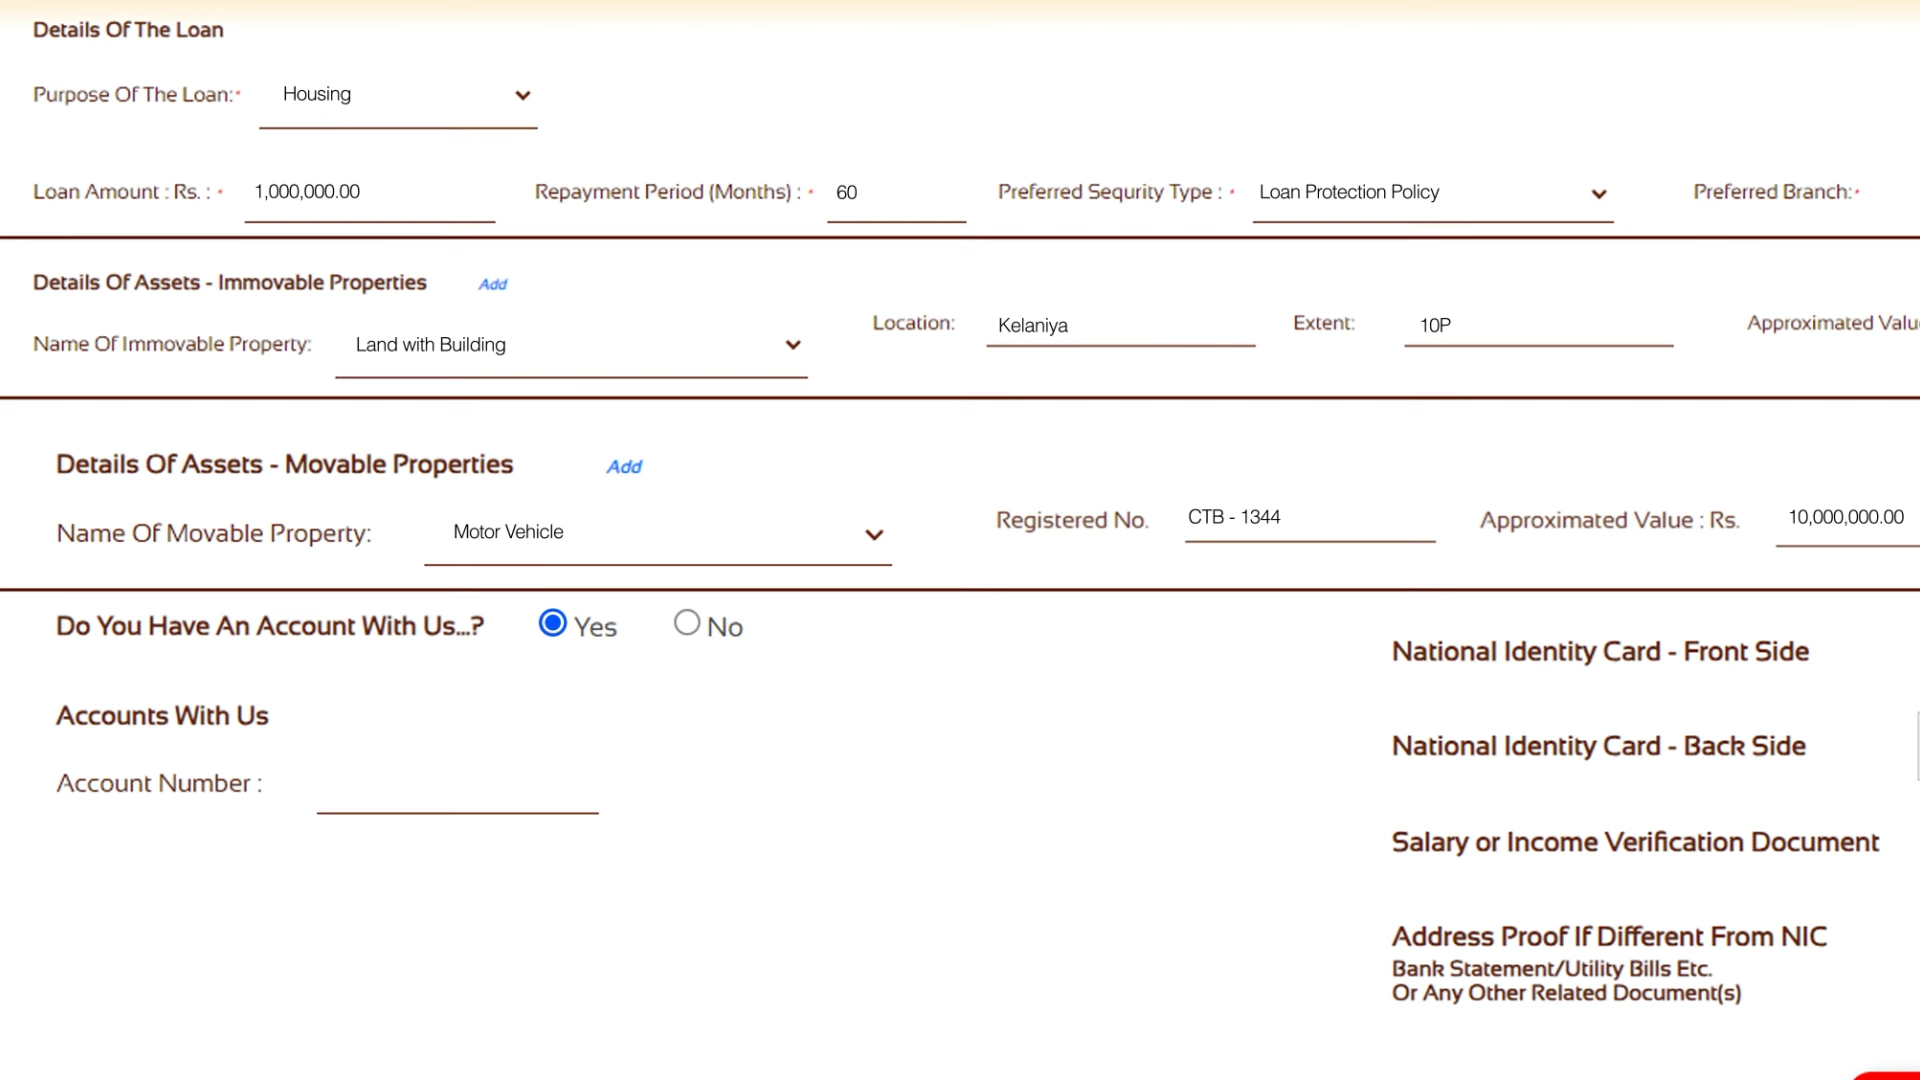 Details Of The Loan
Purpose Of The Loan:* Housing
Loan Amount : Rs. : * 1,000,000.00 Repayment Period (Months) : * 60 Preferred Sequrity Type : * Loan Protection Policy Preferred Branch:*
Details Of Assets - Immovable Properties Add
Name Of Immovable Property: Land with Building Location: Kelaniya Extent: 10P Approximated Valu
Details Of Assets - Movable Properties Add
Name Of Movable Property: Motor Vehicle Registered No. CTB - 1344 Approximated Value : Rs. 10,000,000.00
Do You Have An Account With Us...? Yes No
National Identity Card - Front Side
Accounts With Us
National Identity Card - Back Side
Account Number :
Salary or Income Verification Document
Address Proof If Different From NIC
Bank Statement/Utility Bills Etc.
Or Any Other Related Document(s)